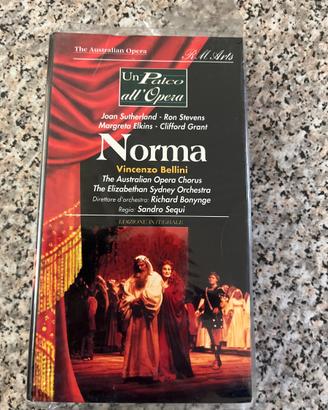 The Australian Opera
RM Arts
Un Palco
all'Opera
Joan Sutherland - Ron Stevens
Margreta Elkins - Clifford Grant
Norma
Vincenzo Bellini
The Australian Opera Chorus
The Elizabethan Sydney Orchestra
Direttore d'orchestra: Richard Bonynge
Regia: Sandro Sequi
EDIZIONE INTEGRALE